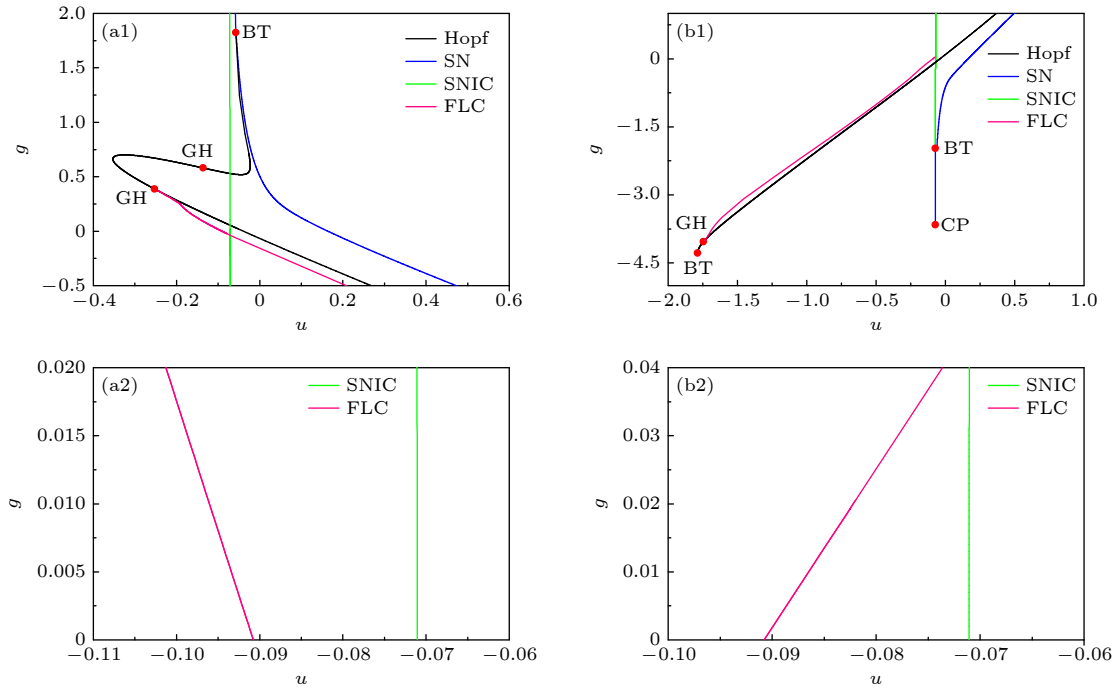 (a1)
2.0
1.5
1.0
0.5
0
−0.5
g
BT
GH
GH
Hopf
SN
SNIC
FLC
−0.4
−0.2
0
0.2
0.4
0.6
u
(b1)
0
−1.5
−3.0
−4.5
g
Hopf
SN
SNIC
FLC
BT
CP
GH
BT
−2.0
−1.5
−1.0
−0.5
0
0.5
1.0
u
(a2)
0.020
0.015
0.010
0.005
0
g
SNIC
FLC
−0.11
−0.10
−0.09
−0.08
−0.07
−0.06
u
(b2)
0.04
0.03
0.02
0.01
0
g
SNIC
FLC
−0.10
−0.09
−0.08
−0.07
−0.06
u